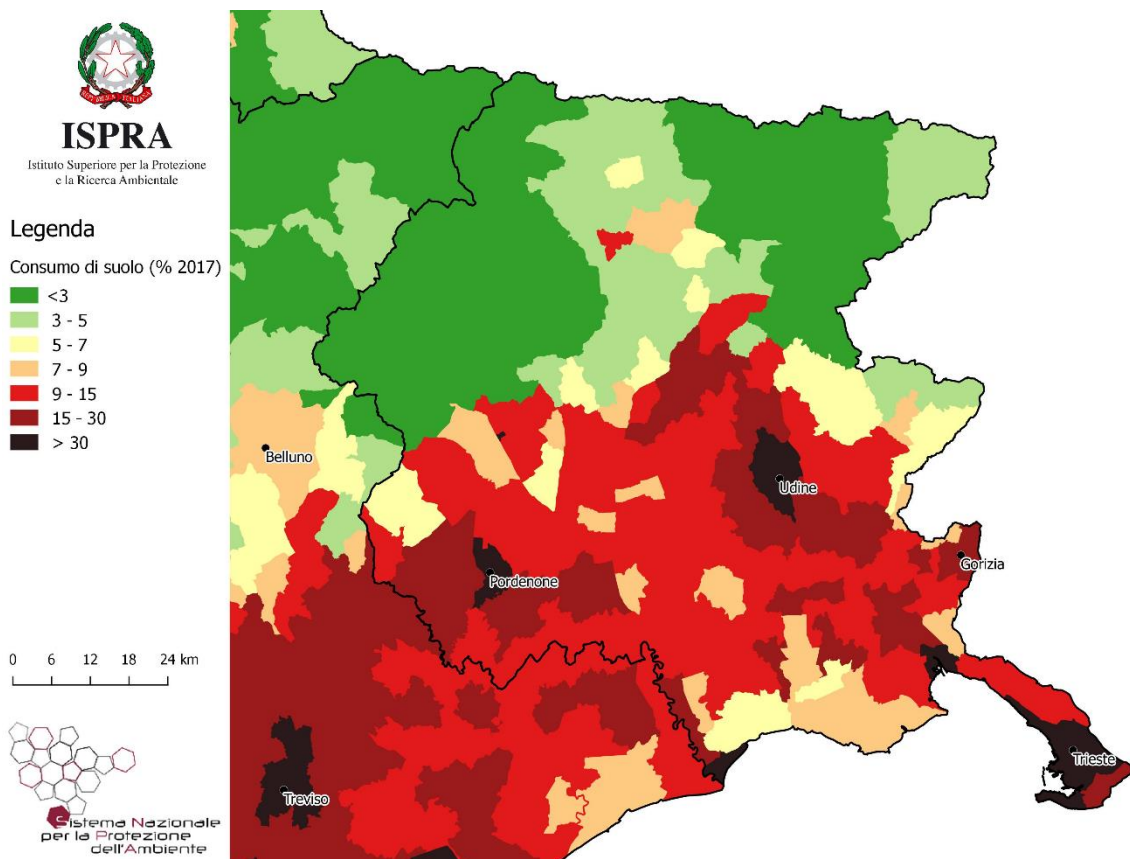 REPVBBLICA ITALIANA
ISPRA
Istituto Superiore per la Protezione
e la Ricerca Ambientale
Legenda
Consumo di suolo (% 2017)
<3
3 - 5
5 - 7
7 - 9
9 - 15
15 - 30
> 30
0 6 12 18 24 km
Sistema Nazionale
per la Protezione
dell'Ambiente
Belluno
Udine
Gorizia
Pordenone
Trieste
Treviso